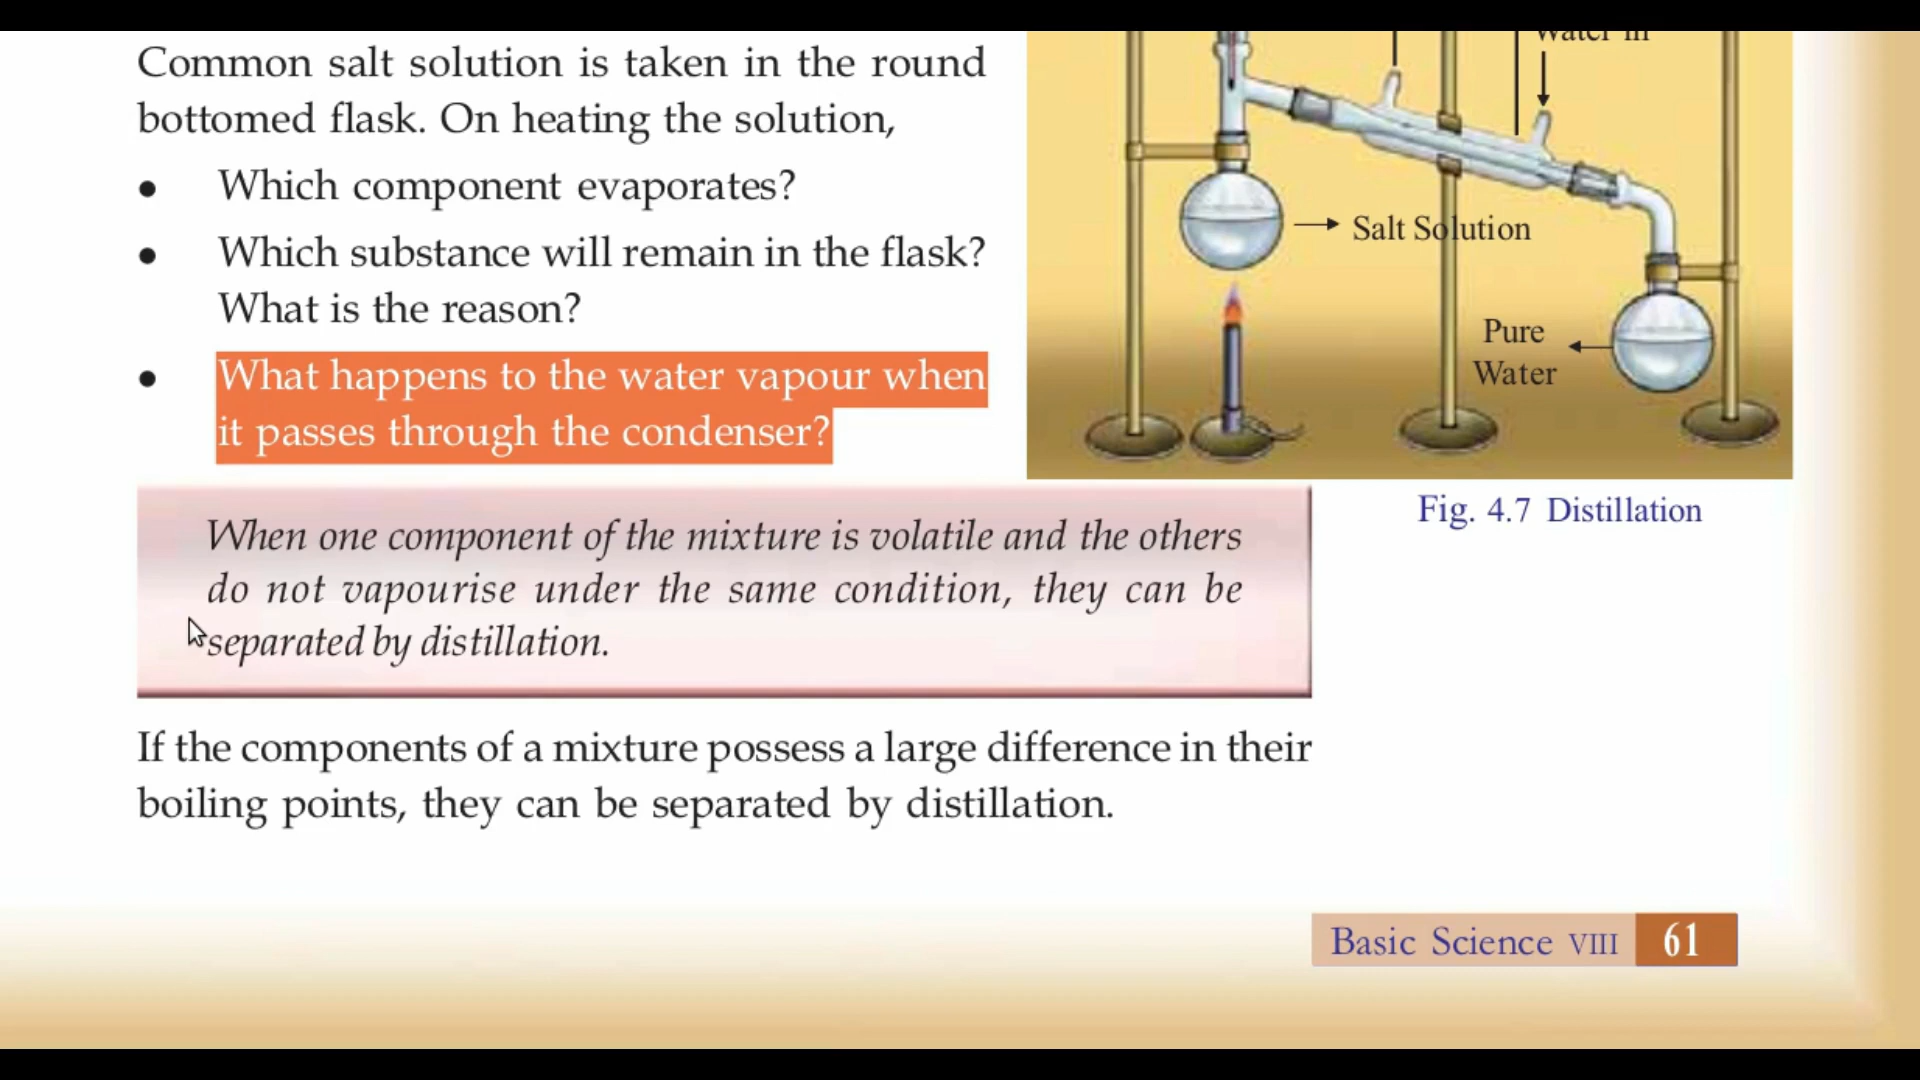 Common salt solution is taken in the round
bottomed flask. On heating the solution,
● Which component evaporates?
● Which substance will remain in the flask?
What is the reason?
● What happens to the water vapour when
it passes through the condenser?
Water in
Salt Solution
Pure
Water
Fig. 4.7 Distillation
When one component of the mixture is volatile and the others
do not vapourise under the same condition, they can be
separated by distillation.
If the components of a mixture possess a large difference in their
boiling points, they can be separated by distillation.
Basic Science VIII 61